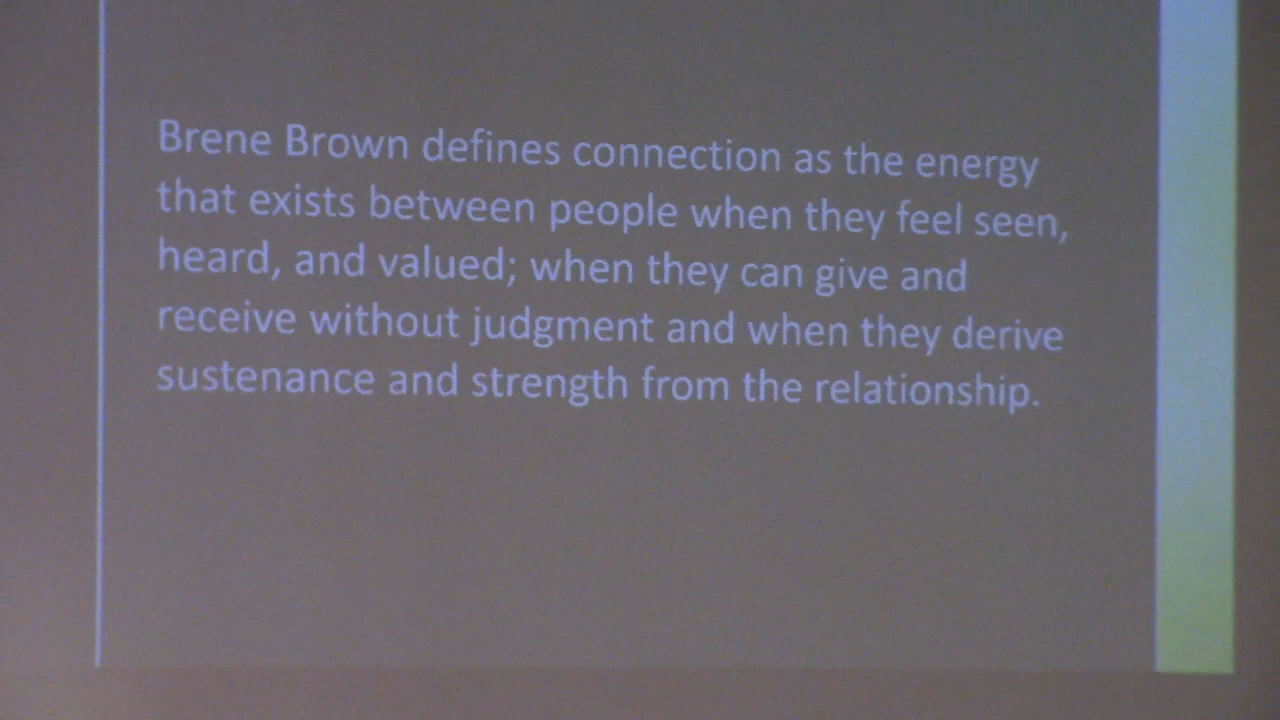 Brene Brown defines connection as the energy
that exists between people when they feel seen,
heard, and valued; when they can give and
receive without judgment and when they derive
sustenance and strength from the relationship.